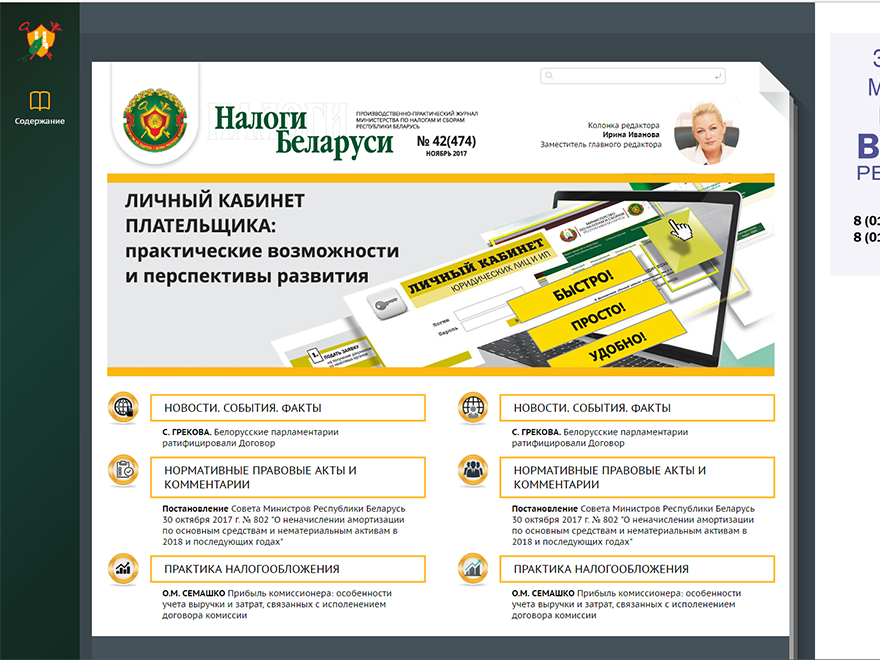 Содержание
Налоги
Беларуси
ПРОИЗВОДСТВЕННО-ПРАКТИЧЕСКИЙ ЖУРНАЛ
МИНИСТЕРСТВА ПО НАЛОГАМ И СБОРАМ
РЕСПУБЛИКИ БЕЛАРУСЬ
№ 42(474)
НОЯБРЬ 2017
Колонка редактора
Ирина Иванова
Заместитель главного редактора
ЛИЧНЫЙ КАБИНЕТ
ПЛАТЕЛЬЩИКА:
практические возможности
и перспективы развития
ЛИЧНЫЙ КАБИНЕТ
ЮРИДИЧЕСКИХ ЛИЦ И ИП
Логин
Пароль
БЫСТРО!
ПРОСТО!
УДОБНО!
1. ПОДАТЬ ЗАЯВКУ
НОВОСТИ. СОБЫТИЯ. ФАКТЫ
С. ГРЕКОВА. Белорусские парламентарии
ратифицировали Договор
НОРМАТИВНЫЕ ПРАВОВЫЕ АКТЫ И
КОММЕНТАРИИ
Постановление Совета Министров Республики Беларусь
30 октября 2017 г. № 802 "О неначислении амортизации
по основным средствам и нематериальным активам в
2018 и последующих годах"
ПРАКТИКА НАЛОГООБЛОЖЕНИЯ
О.М. СЕМАШКО Прибыль комиссионера: особенности
учета выручки и затрат, связанных с исполенением
договора комиссии
НОВОСТИ. СОБЫТИЯ. ФАКТЫ
С. ГРЕКОВА. Белорусские парламентарии
ратифицировали Договор
НОРМАТИВНЫЕ ПРАВОВЫЕ АКТЫ И
КОММЕНТАРИИ
Постановление Совета Министров Республики Беларусь
30 октября 2017 г. № 802 "О неначислении амортизации
по основным средствам и нематериальным активам в
2018 и последующих годах"
ПРАКТИКА НАЛОГООБЛОЖЕНИЯ
О.М. СЕМАШКО Прибыль комиссионера: особенности
учета выручки и затрат, связанных с исполенением
договора комиссии
В
РЕ
8 (01
8 (01